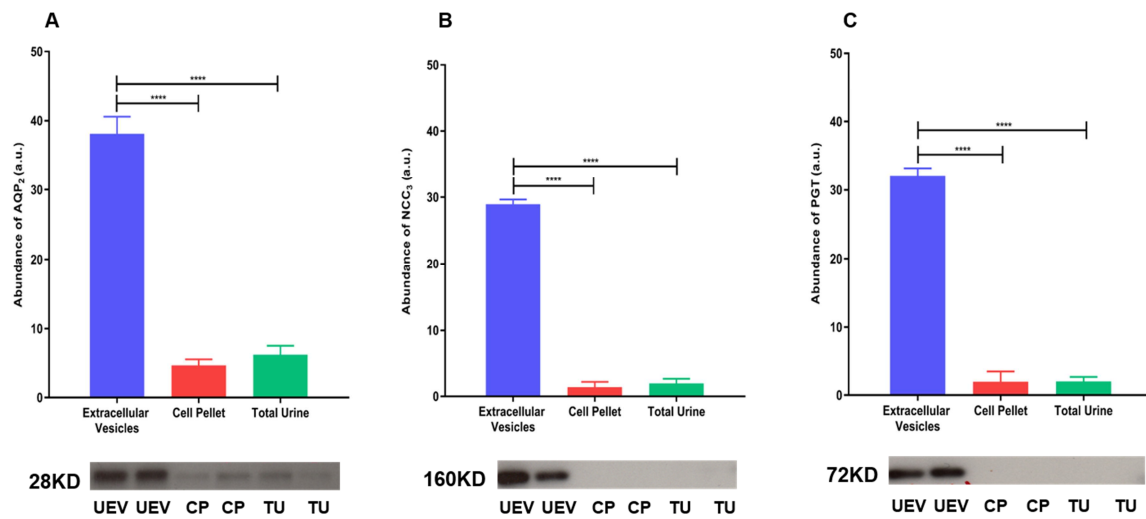 A
Abundance of AQP2 (a.u.)
50
40
30
20
10
0
****
****
Extracellular
Vesicles
Cell Pellet
Total Urine
28KD
UEV UEV CP CP TU TU
B
Abundance of NCC3 (a.u.)
50
40
30
20
10
0
****
****
Extracellular
Vesicles
Cell Pellet
Total Urine
160KD
UEV UEV CP CP TU TU
C
Abundance of PGT (a.u.)
50
40
30
20
10
0
****
****
Extracellular
Vesicles
Cell Pellet
Total Urine
72KD
UEV UEV CP CP TU TU